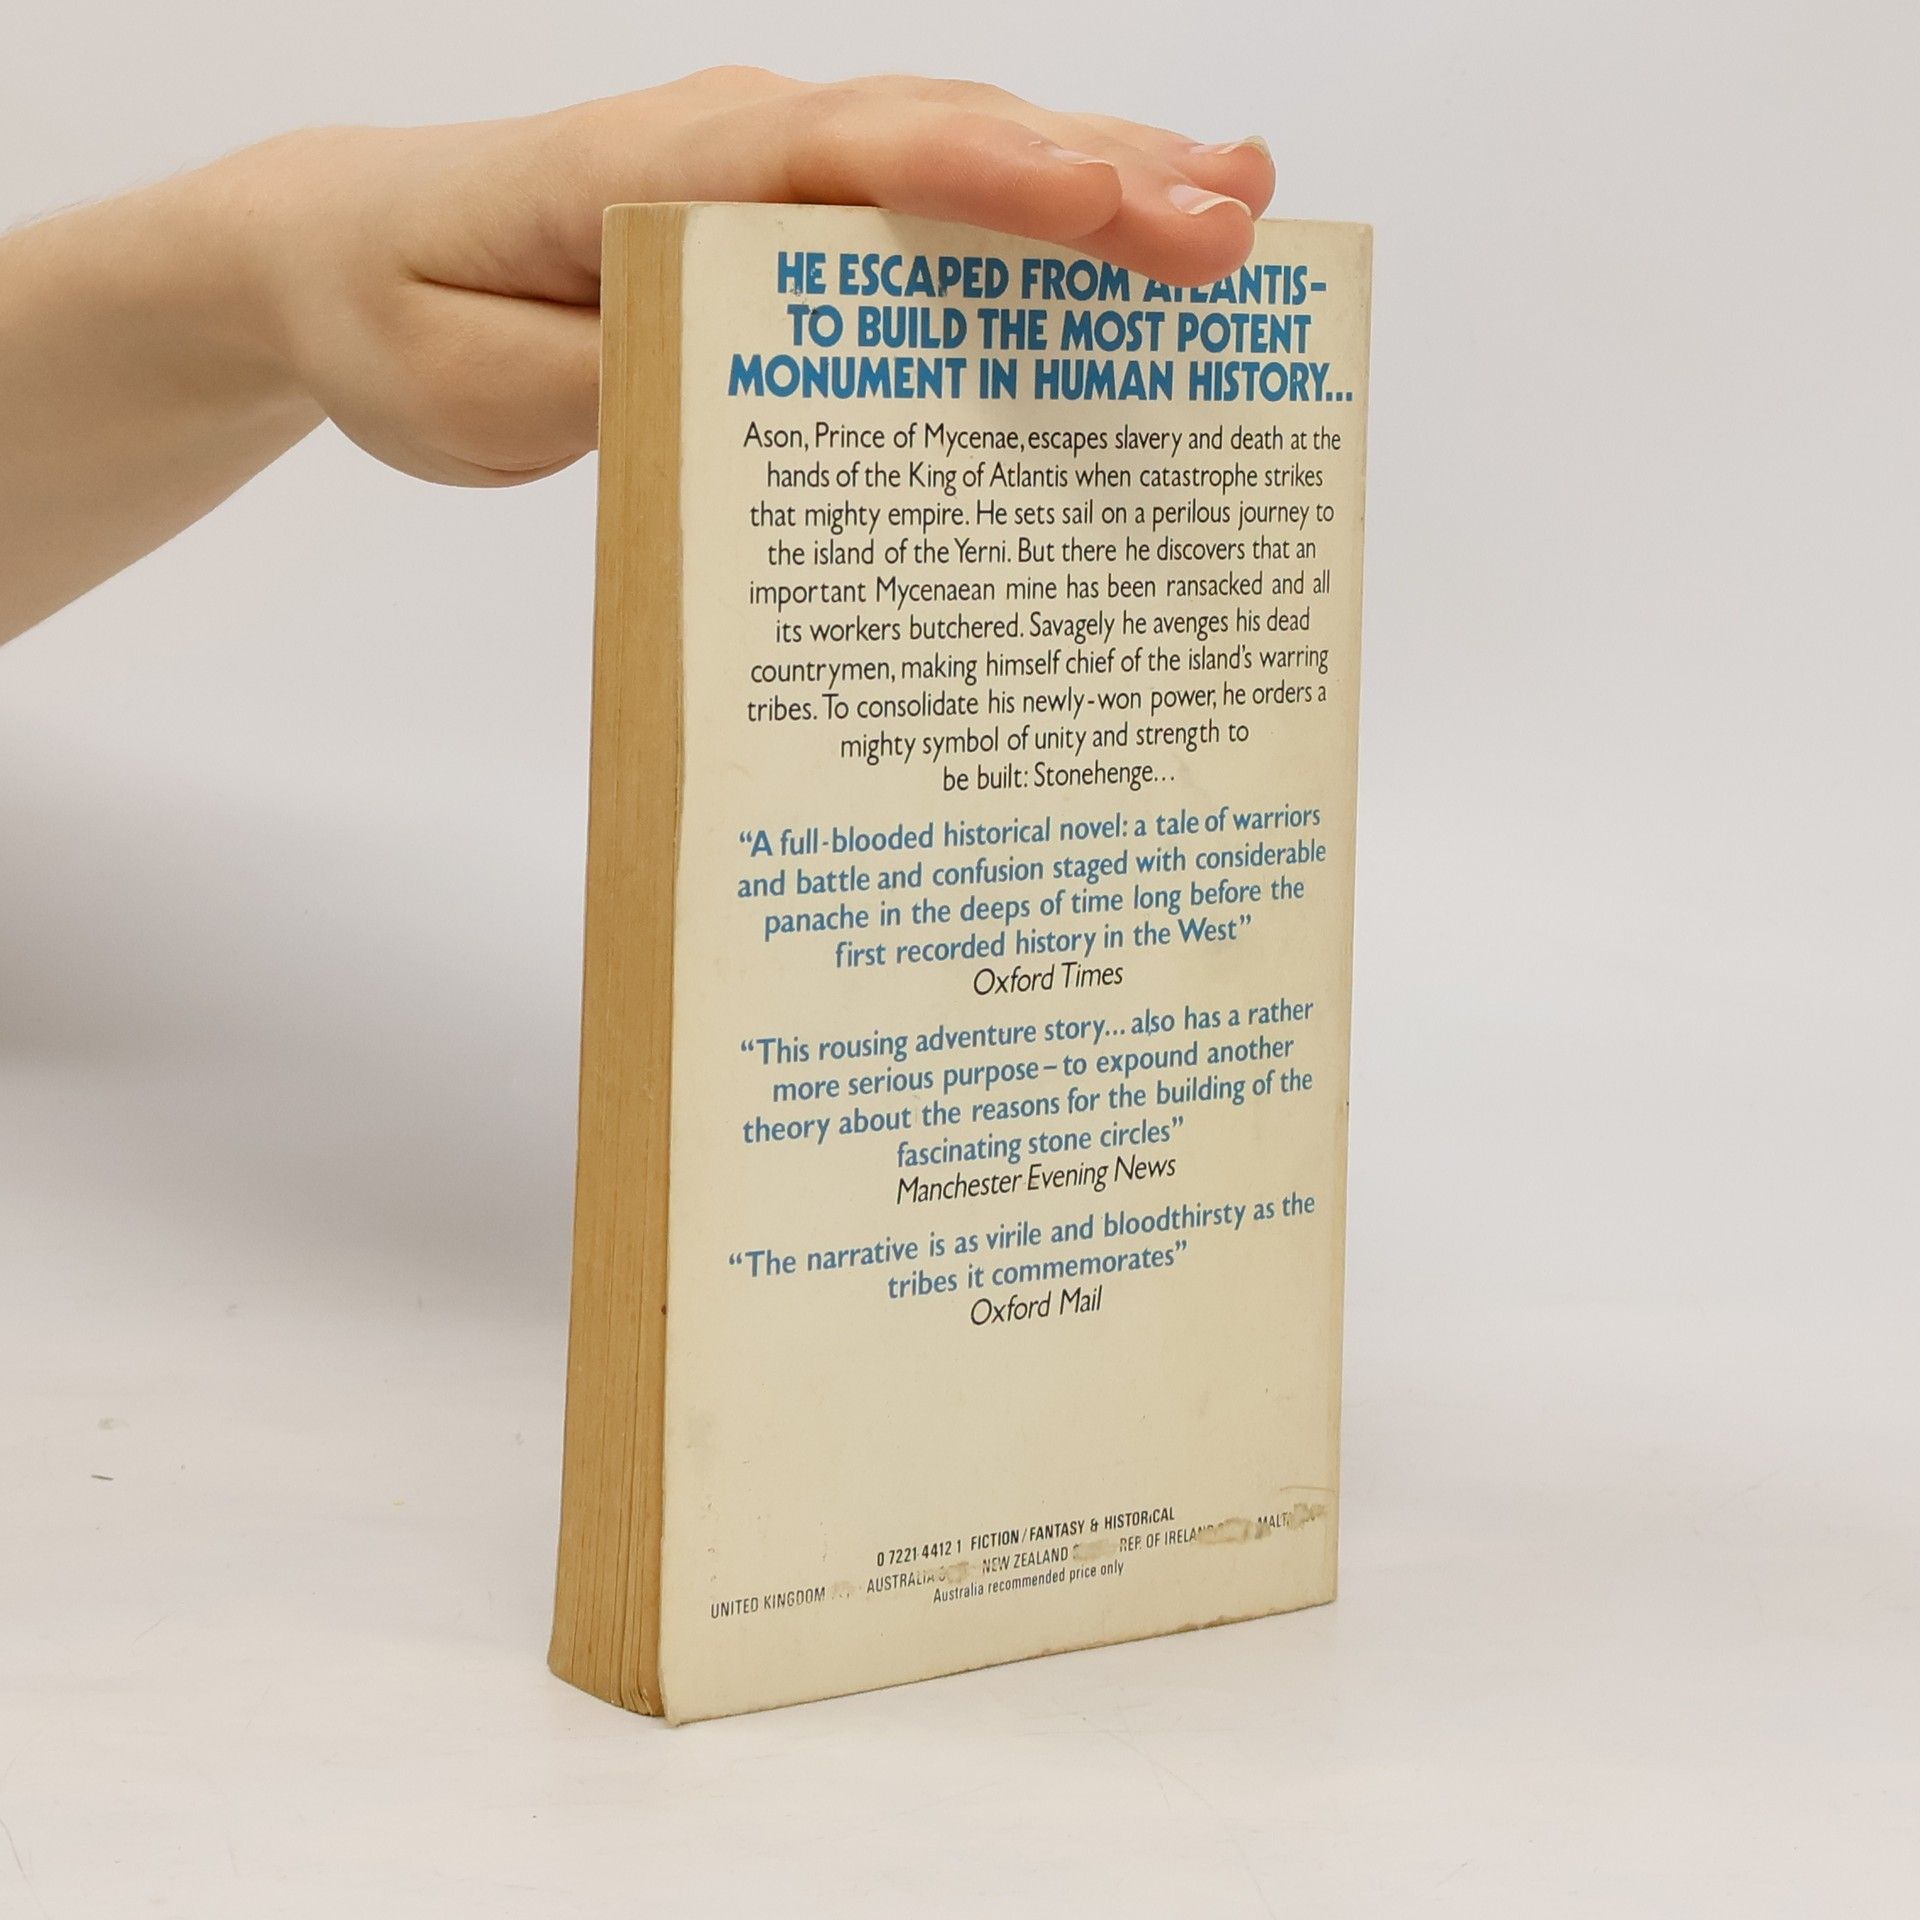 HE ESCAPED FROM ATLANTIS–
TO BUILD THE MOST POTENT
MONUMENT IN HUMAN HISTORY...
Ason, Prince of Mycenae, escapes slavery and death at the
hands of the King of Atlantis when catastrophe strikes
that mighty empire. He sets sail on a perilous journey to
the island of the Yerni. But there he discovers that an
important Mycenaean mine has been ransacked and all
its workers butchered. Savagely he avenges his dead
countrymen, making himself chief of the island's warring
tribes. To consolidate his newly-won power, he orders a
mighty symbol of unity and strength to
be built: Stonehenge...
“A full-blooded historical novel: a tale of warriors
and battle and confusion staged with considerable
panache in the deeps of time long before the
first recorded history in the West”
Oxford Times
“This rousing adventure story... also has a rather
more serious purpose – to expound another
theory about the reasons for the building of the
fascinating stone circles”
Manchester Evening News
“The narrative is as virile and bloodthirsty as the
tribes it commemorates”
Oxford Mail
0 7221 4412 1 FICTION/FANTASY & HISTORICAL
UNITED KINGDOM AUSTRALIA NEW ZEALAND REP. OF IRELAND
Australia recommended price only